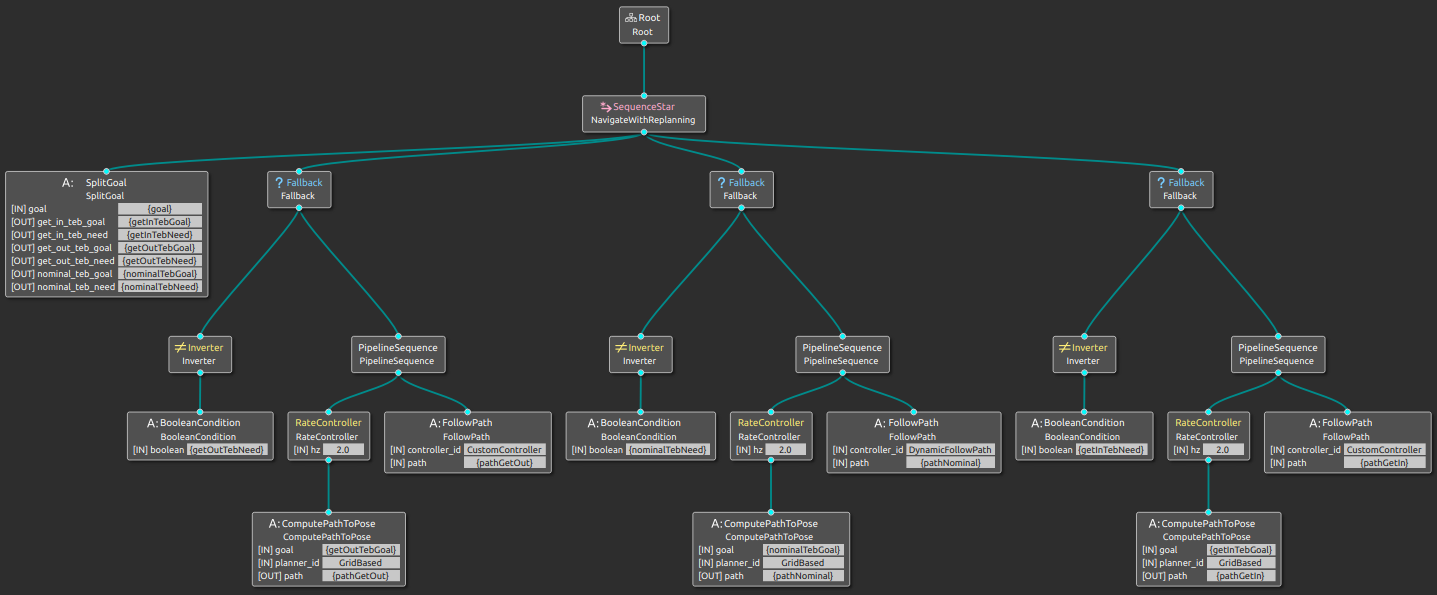 Root
Root
SequenceStar
NavigateWithReplanning
A: SplitGoal
SplitGoal
[IN] goal {goal}
[OUT] get_in_teb_goal {getInTebGoal}
[OUT] get_in_teb_need {getInTebNeed}
[OUT] get_out_teb_goal {getOutTebGoal}
[OUT] get_out_teb_need {getOutTebNeed}
[OUT] nominal_teb_goal {nominalTebGoal}
[OUT] nominal_teb_need {nominalTebNeed}
? Fallback
Fallback
? Fallback
Fallback
? Fallback
Fallback
≠ Inverter
Inverter
PipelineSequence
PipelineSequence
≠ Inverter
Inverter
PipelineSequence
PipelineSequence
≠ Inverter
Inverter
PipelineSequence
PipelineSequence
A: BooleanCondition
BooleanCondition
[IN] boolean {getOutTebNeed}
RateController
RateController
[IN] hz 2.0
A: FollowPath
FollowPath
[IN] controller_id CustomController
[IN] path {pathGetOut}
A: BooleanCondition
BooleanCondition
[IN] boolean {nominalTebNeed}
RateController
RateController
[IN] hz 2.0
A: FollowPath
FollowPath
[IN] controller_id DynamicFollowPath
[IN] path {pathNominal}
A: BooleanCondition
BooleanCondition
[IN] boolean {getInTebNeed}
RateController
RateController
[IN] hz 2.0
A: FollowPath
FollowPath
[IN] controller_id CustomController
[IN] path {pathGetIn}
A: ComputePathToPose
ComputePathToPose
[IN] goal {getOutTebGoal}
[IN] planner_id GridBased
[OUT] path {pathGetOut}
A: ComputePathToPose
ComputePathToPose
[IN] goal {nominalTebGoal}
[IN] planner_id GridBased
[OUT] path {pathNominal}
A: ComputePathToPose
ComputePathToPose
[IN] goal {getInTebGoal}
[IN] planner_id GridBased
[OUT] path {pathGetIn}